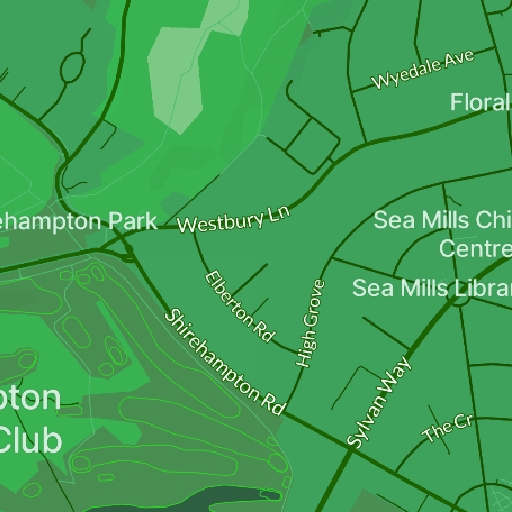 Wyedale Ave
Floral
ehampton Park
Westbury Ln
Sea Mills Chi
Centre
Elberton Rd
High Grove
Sea Mills Librar
Shirehampton Rd
Sylvan Way
pton
Club
The Cr